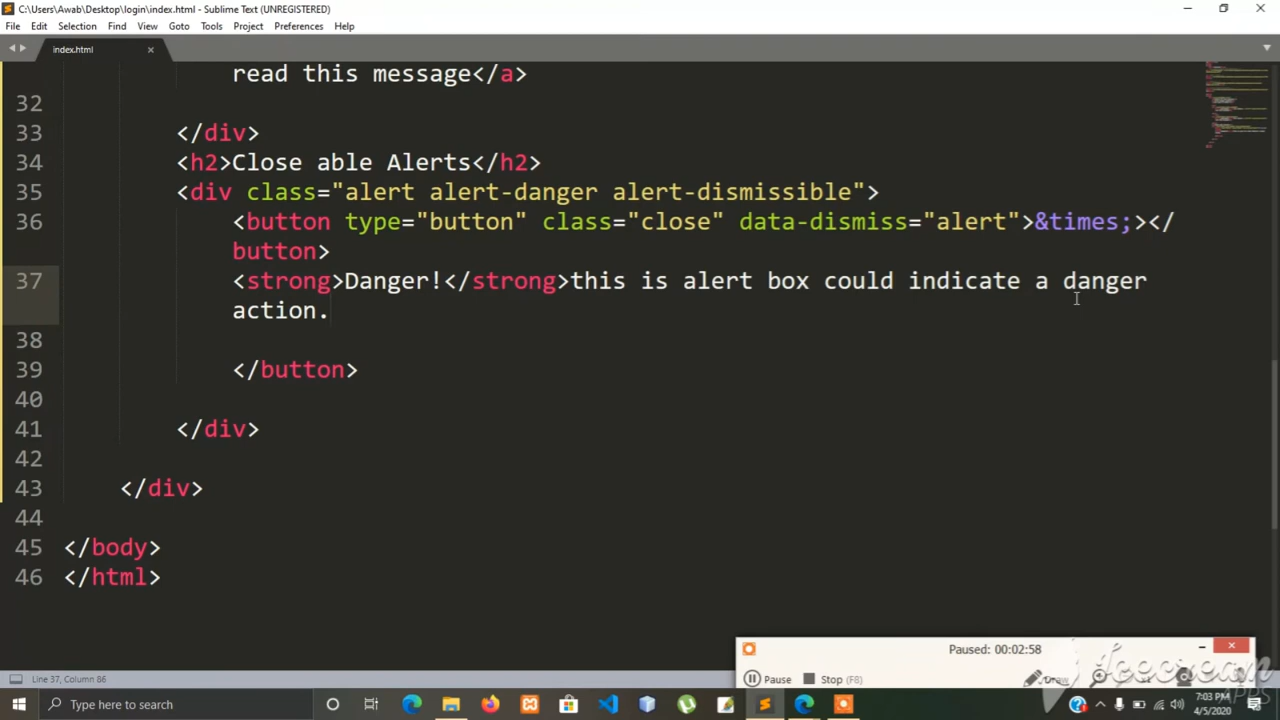 C:\Users\Awab\Desktop\login\index.html - Sublime Text (UNREGISTERED)
File Edit Selection Find View Goto Tools Project Preferences Help
index.html
read this message</a>
32
33 </div>
34 <h2>Close able Alerts</h2>
35 <div class="alert alert-danger alert-dismissible">
36 <button type="button" class="close" data-dismiss="alert">&times;></
button>
37 <strong>Danger!</strong>this is alert box could indicate a danger
action.
38
39 </button>
40
41 </div>
42
43 </div>
44
45 </body>
46 </html>
Paused: 00:02:58
Pause Stop (F8) Draw
Icecream
APPS
Line 37, Column 86
Type here to search
7:03 PM
4/5/2020